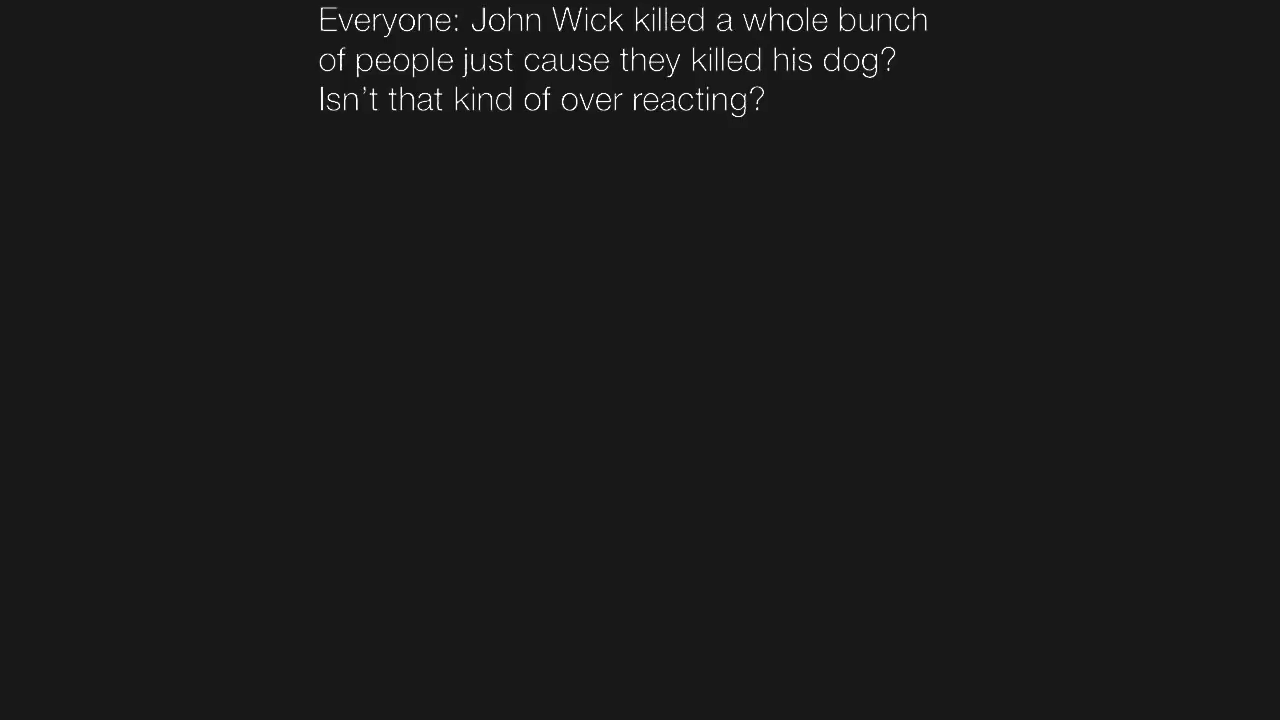 Everyone: John Wick killed a whole bunch
of people just cause they killed his dog?
Isn't that kind of over reacting?